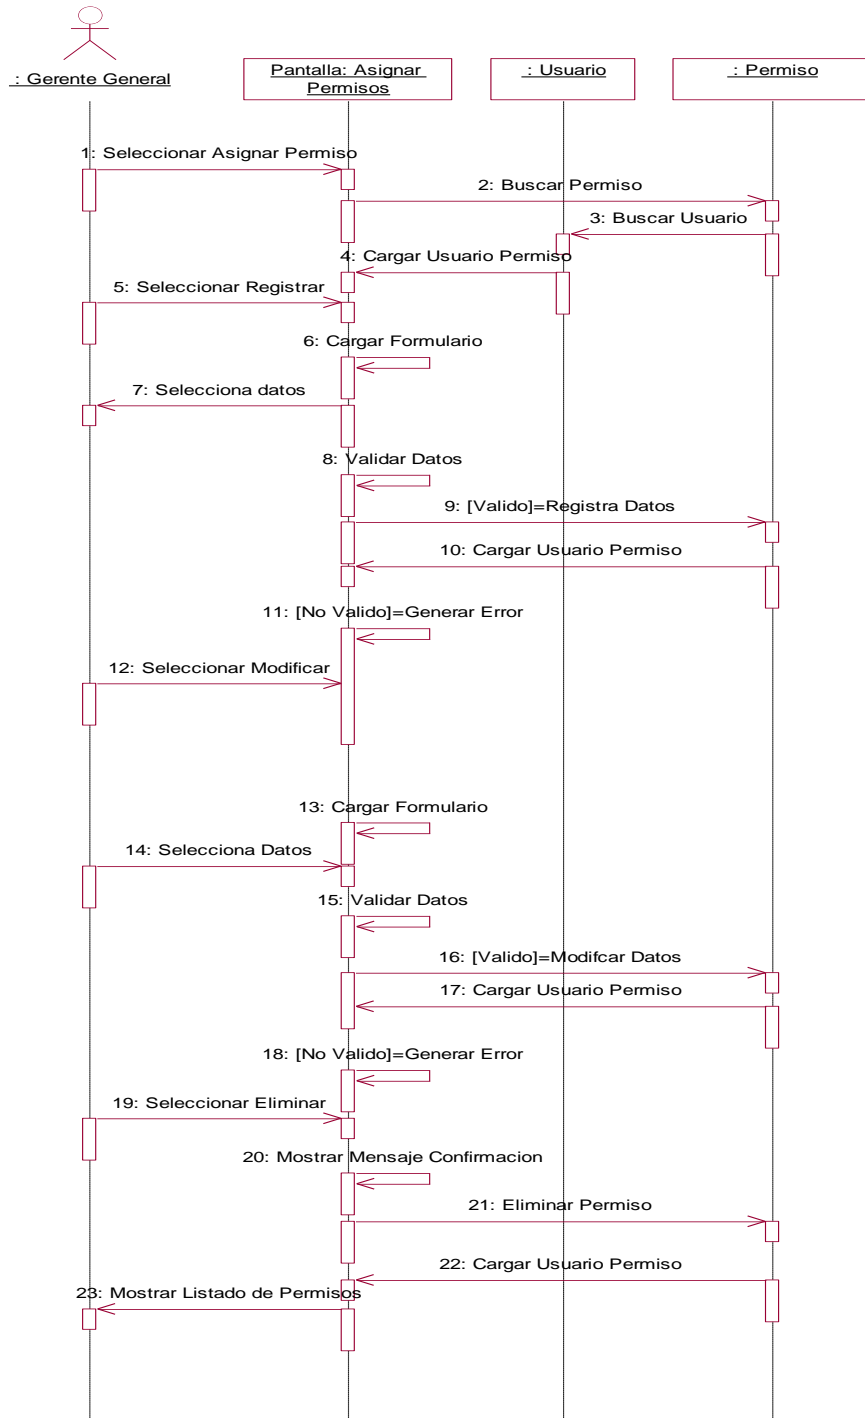 : Gerente General
Pantalla: Asignar
Permisos
: Usuario
: Permiso
1: Seleccionar Asignar Permiso
2: Buscar Permiso
3: Buscar Usuario
4: Cargar Usuario Permiso
5: Seleccionar Registrar
6: Cargar Formulario
7: Selecciona datos
8: Validar Datos
9: [Valido]=Registra Datos
10: Cargar Usuario Permiso
11: [No Valido]=Generar Error
12: Seleccionar Modificar
13: Cargar Formulario
14: Selecciona Datos
15: Validar Datos
16: [Valido]=Modifcar Datos
17: Cargar Usuario Permiso
18: [No Valido]=Generar Error
19: Seleccionar Eliminar
20: Mostrar Mensaje Confirmacion
21: Eliminar Permiso
22: Cargar Usuario Permiso
23: Mostrar Listado de Permisos